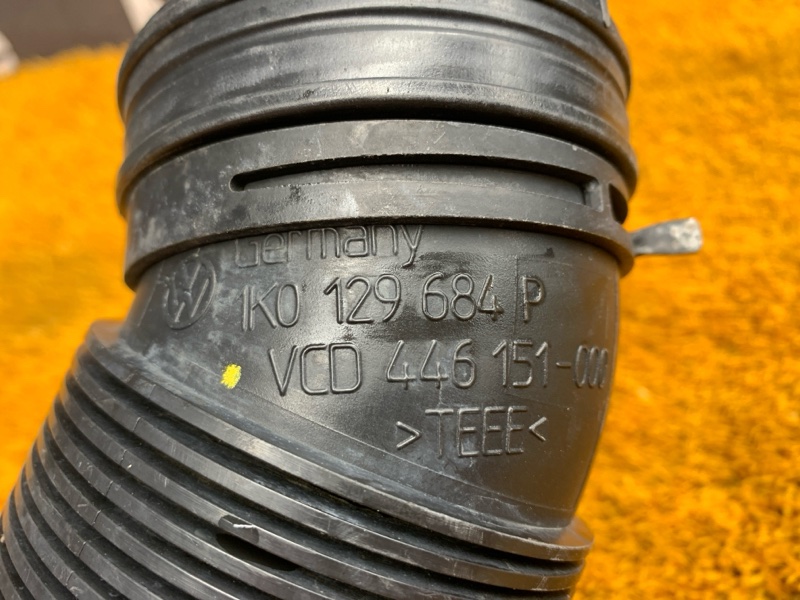 Germany
1K0 129 684 P
VCD 446 151-000
>TEEE<